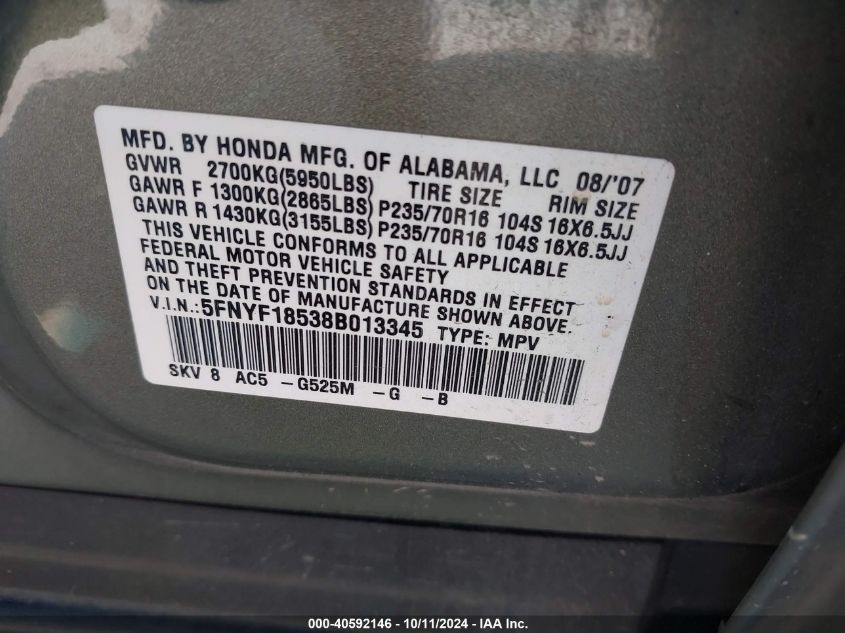 MFD. BY HONDA MFG. OF ALABAMA, LLC 08/'07
GVWR 2700KG(5950LBS) TIRE SIZE RIM SIZE
GAWR F 1300KG(2865LBS) P235/70R16 104S 16X6.5JJ
GAWR R 1430KG(3155LBS) P235/70R16 104S 16X6.5JJ
THIS VEHICLE CONFORMS TO ALL APPLICABLE
FEDERAL MOTOR VEHICLE SAFETY
AND THEFT PREVENTION STANDARDS IN EFFECT
ON THE DATE OF MANUFACTURE SHOWN ABOVE.
V.I.N.:5FNYF18538B013345 TYPE: MPV
SKV 8 AC5 -G525M -G -B
000-40592146 - 10/11/2024 - IAA Inc.